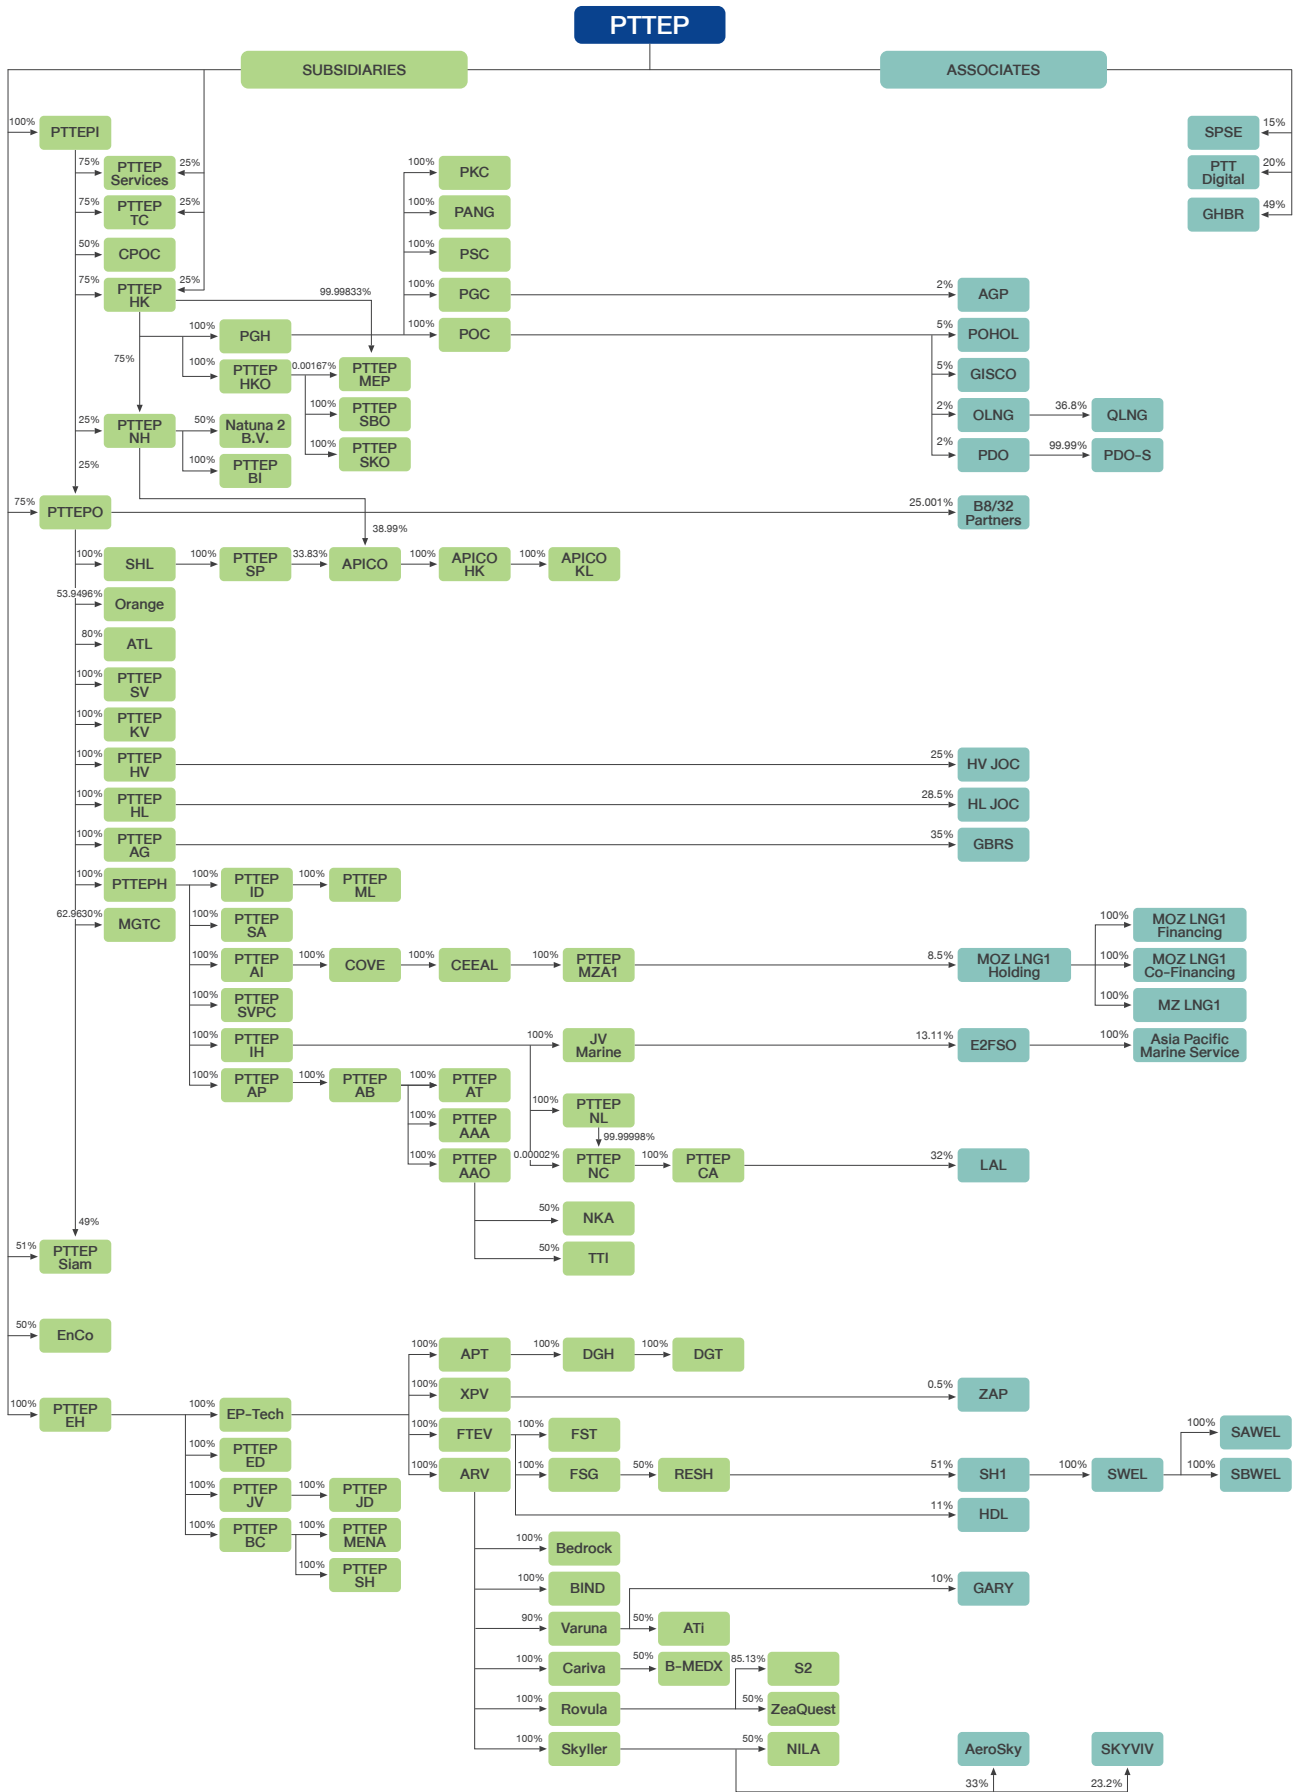 PTTEP
SUBSIDIARIES
ASSOCIATES
100%
PTTEPI
SPSE
15%
75%
PTTEP
Services
25%
100%
PKC
PTT
Digital
20%
75%
PTTEP
TC
25%
100%
PANG
GHBR
49%
50%
CPOC
100%
PSC
75%
PTTEP
HK
25%
99.99833%
100%
PGC
2%
AGP
100%
PGH
100%
POC
5%
POHOL
75%
100%
PTTEP
HKO
0.00167%
PTTEP
MEP
5%
GISCO
100%
PTTEP
SBO
2%
OLNG
36.8%
QLNG
25%
PTTEP
NH
50%
Natuna 2
B.V.
100%
PTTEP
SKO
2%
PDO
99.99%
PDO-S
100%
PTTEP
BI
25%
75%
PTTEPO
25.001%
B8/32
Partners
38.99%
100%
SHL
100%
PTTEP
SP
33.83%
APICO
100%
APICO
HK
100%
APICO
KL
53.9496%
Orange
80%
ATL
100%
PTTEP
SV
100%
PTTEP
KV
100%
PTTEP
HV
25%
HV JOC
100%
PTTEP
HL
28.5%
HL JOC
100%
PTTEP
AG
35%
GBRS
100%
PTTEPH
100%
PTTEP
ID
100%
PTTEP
ML
62.9630%
MGTC
100%
PTTEP
SA
100%
MOZ LNG1
Financing
100%
PTTEP
AI
100%
COVE
100%
CEEAL
100%
PTTEP
MZA1
8.5%
MOZ LNG1
Holding
100%
MOZ LNG1
Co-Financing
100%
PTTEP
SVPC
100%
MZ LNG1
100%
PTTEP
IH
100%
JV
Marine
13.11%
E2FSO
100%
Asia Pacific
Marine Service
100%
PTTEP
AP
100%
PTTEP
AB
100%
PTTEP
AT
100%
PTTEP
NL
100%
PTTEP
AAA
99.99998%
100%
PTTEP
AAO
0.00002%
PTTEP
NC
100%
PTTEP
CA
32%
LAL
50%
NKA
49%
50%
TTI
51%
PTTEP
Siam
50%
EnCo
100%
APT
100%
DGH
100%
DGT
100%
XPV
0.5%
ZAP
100%
PTTEP
EH
100%
EP-Tech
100%
FTEV
100%
FST
100%
SAWEL
100%
PTTEP
ED
100%
ARV
100%
FSG
50%
RESH
51%
SH1
100%
SWEL
100%
SBWEL
100%
PTTEP
JV
100%
PTTEP
JD
11%
HDL
100%
PTTEP
BC
100%
PTTEP
MENA
100%
Bedrock
100%
PTTEP
SH
100%
BIND
10%
GARY
90%
Varuna
50%
ATi
100%
Cariva
50%
B-MEDX
85.13%
S2
100%
Rovula
50%
ZeaQuest
100%
Skyller
50%
NILA
AeroSky
SKYVIV
33%
23.2%